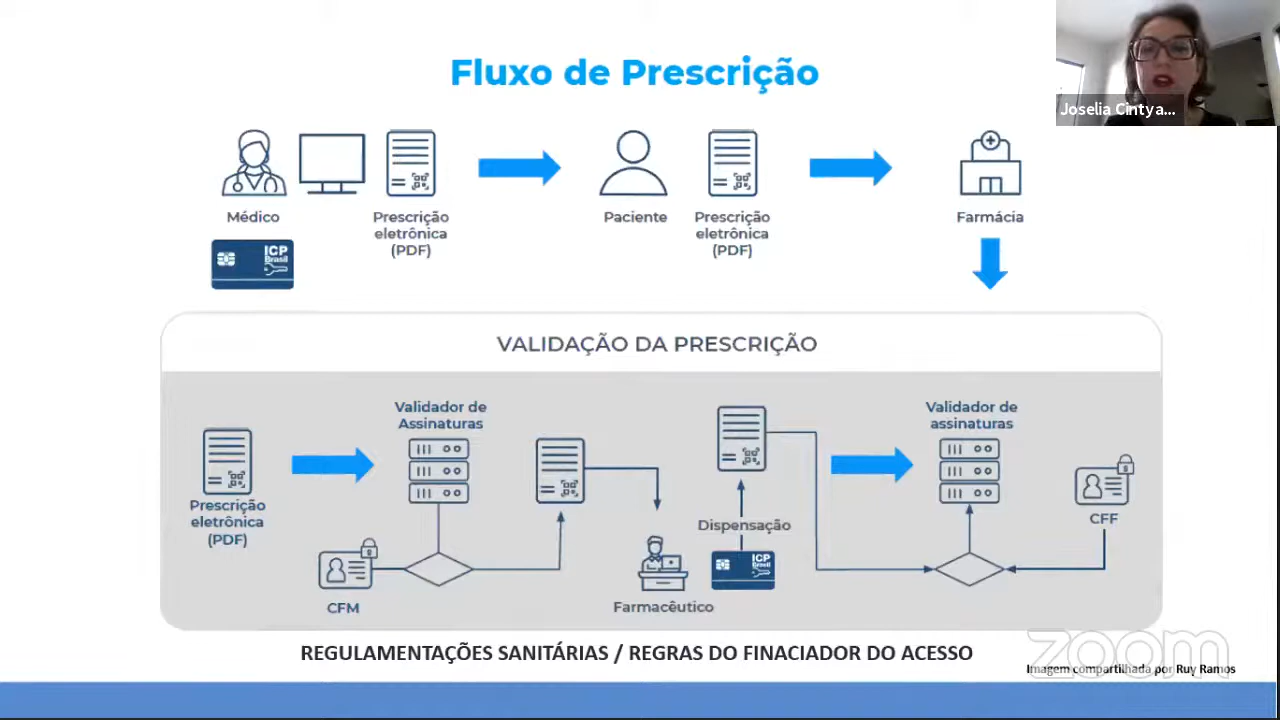 Fluxo de Prescrição
Joselia Cintya...
Médico
Prescrição
eletrônica
(PDF)
Paciente
Prescrição
eletrônica
(PDF)
Farmácia
ICP
Brasil
VALIDAÇÃO DA PRESCRIÇÃO
Validador de
Assinaturas
Validador de
assinaturas
Prescrição
eletrônica
(PDF)
Dispensação
CFF
ICP
Brasil
CFM
Farmacêutico
REGULAMENTAÇÕES SANITÁRIAS / REGRAS DO FINACIADOR DO ACESSO
zoom
Imagem compartilhada por Ruy Ramos